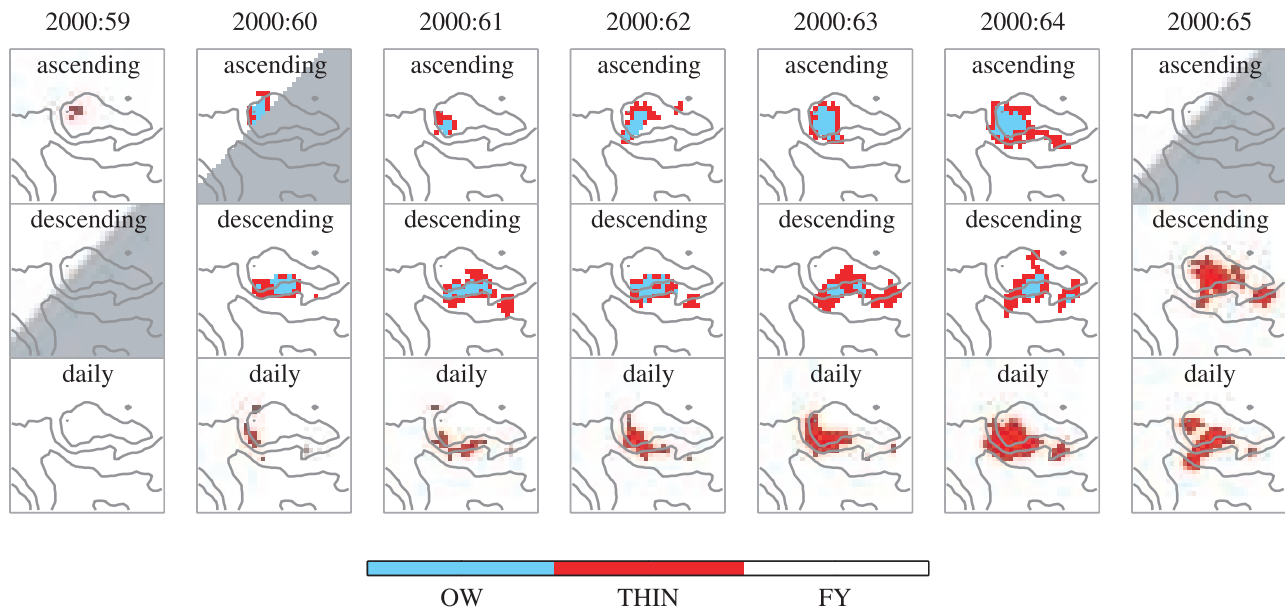 2000:59 2000:60 2000:61 2000:62 2000:63 2000:64 2000:65
ascending ascending ascending ascending ascending ascending ascending
descending descending descending descending descending descending descending
daily daily daily daily daily daily daily
OW THIN FY